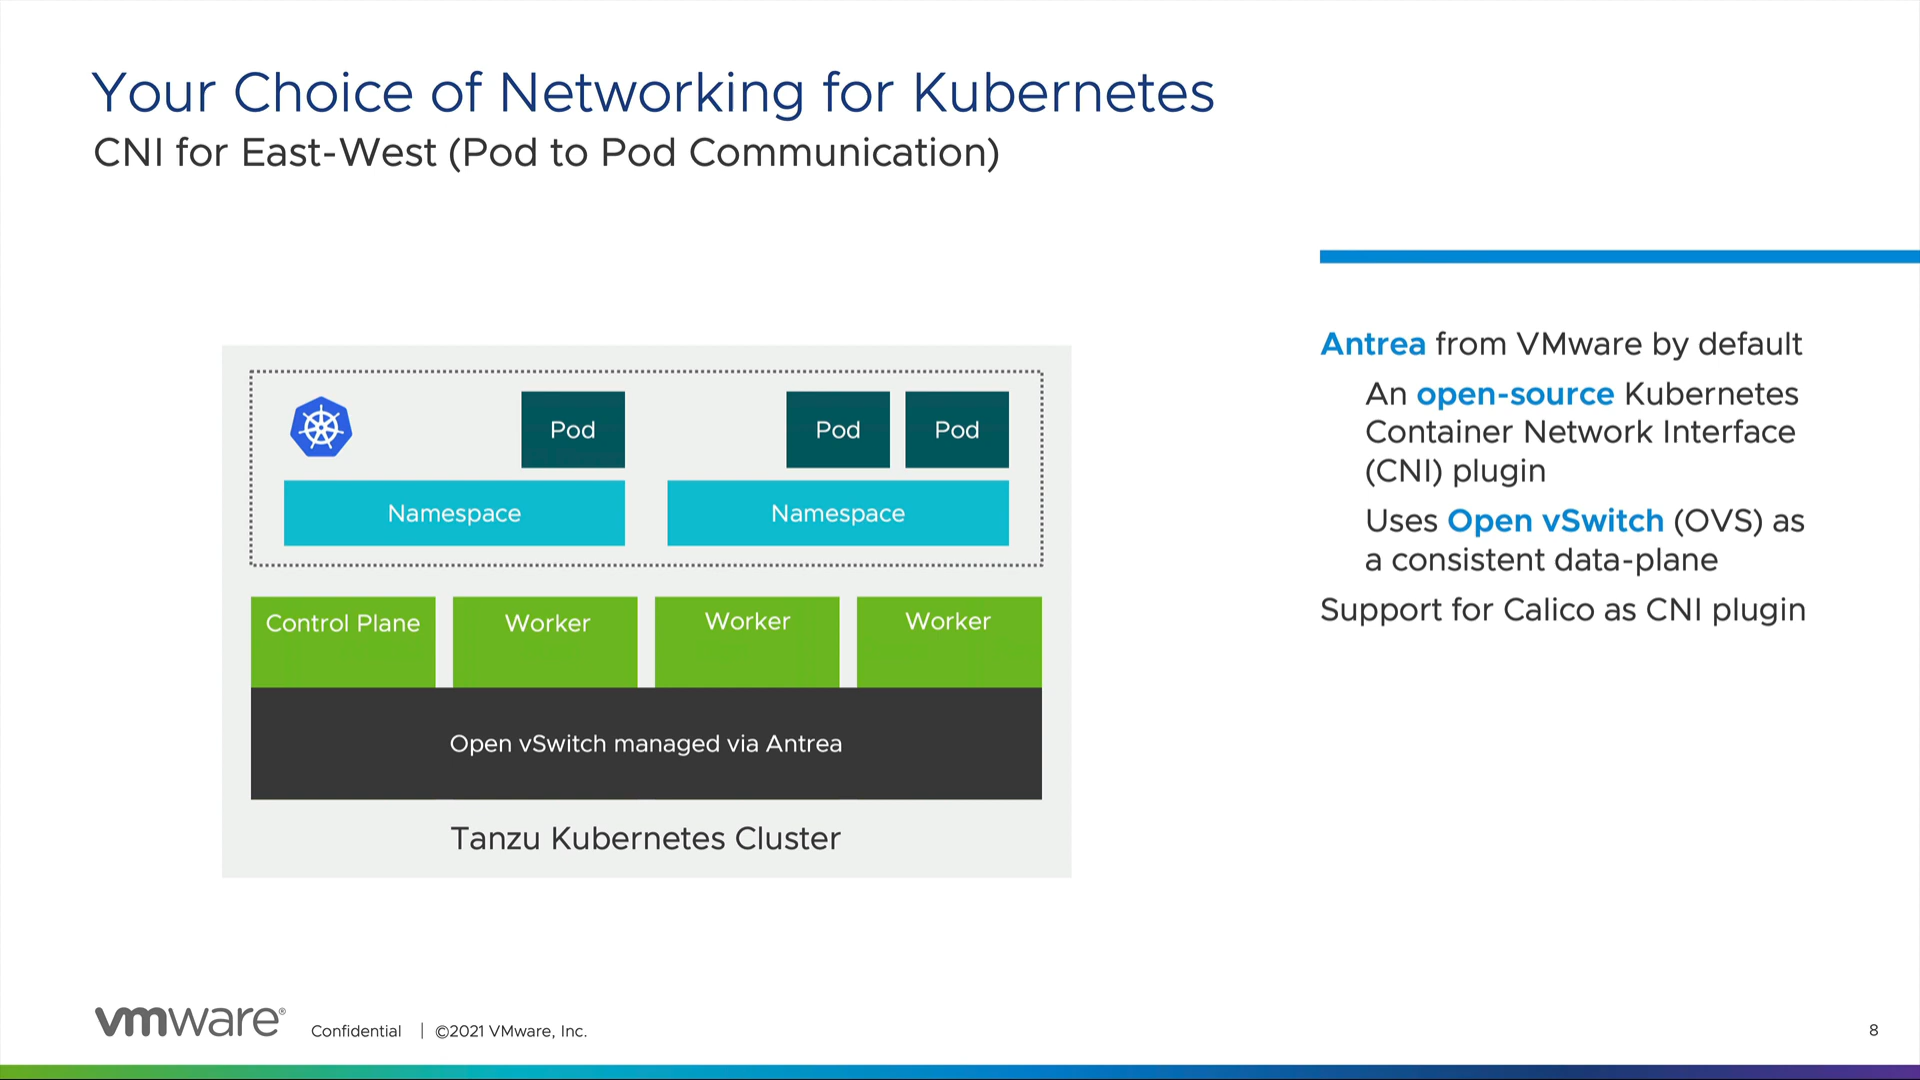 Your Choice of Networking for Kubernetes
CNI for East-West (Pod to Pod Communication)
Pod
Pod
Pod
Namespace
Namespace
Control Plane
Worker
Worker
Worker
Open vSwitch managed via Antrea
Tanzu Kubernetes Cluster
Antrea from VMware by default
An open-source Kubernetes
Container Network Interface
(CNI) plugin
Uses Open vSwitch (OVS) as
a consistent data-plane
Support for Calico as CNI plugin
vmware® Confidential | ©2021 VMware, Inc.
8